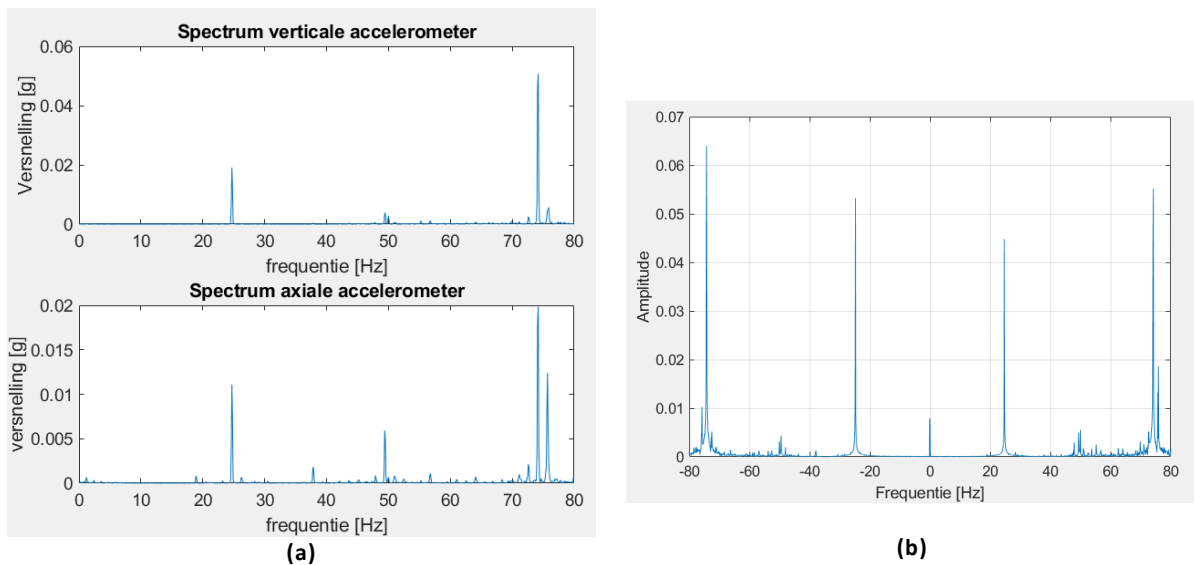 Spectrum verticale accelerometer
Versnelling [g]
0.06
0.04
0.02
0
0 10 20 30 40 50 60 70 80
frequentie [Hz]
Spectrum axiale accelerometer
versnelling [g]
0.02
0.015
0.01
0.005
0
0 10 20 30 40 50 60 70 80
frequentie [Hz]
(a)
Amplitude
0.07
0.06
0.05
0.04
0.03
0.02
0.01
0
-80 -60 -40 -20 0 20 40 60 80
Frequentie [Hz]
(b)